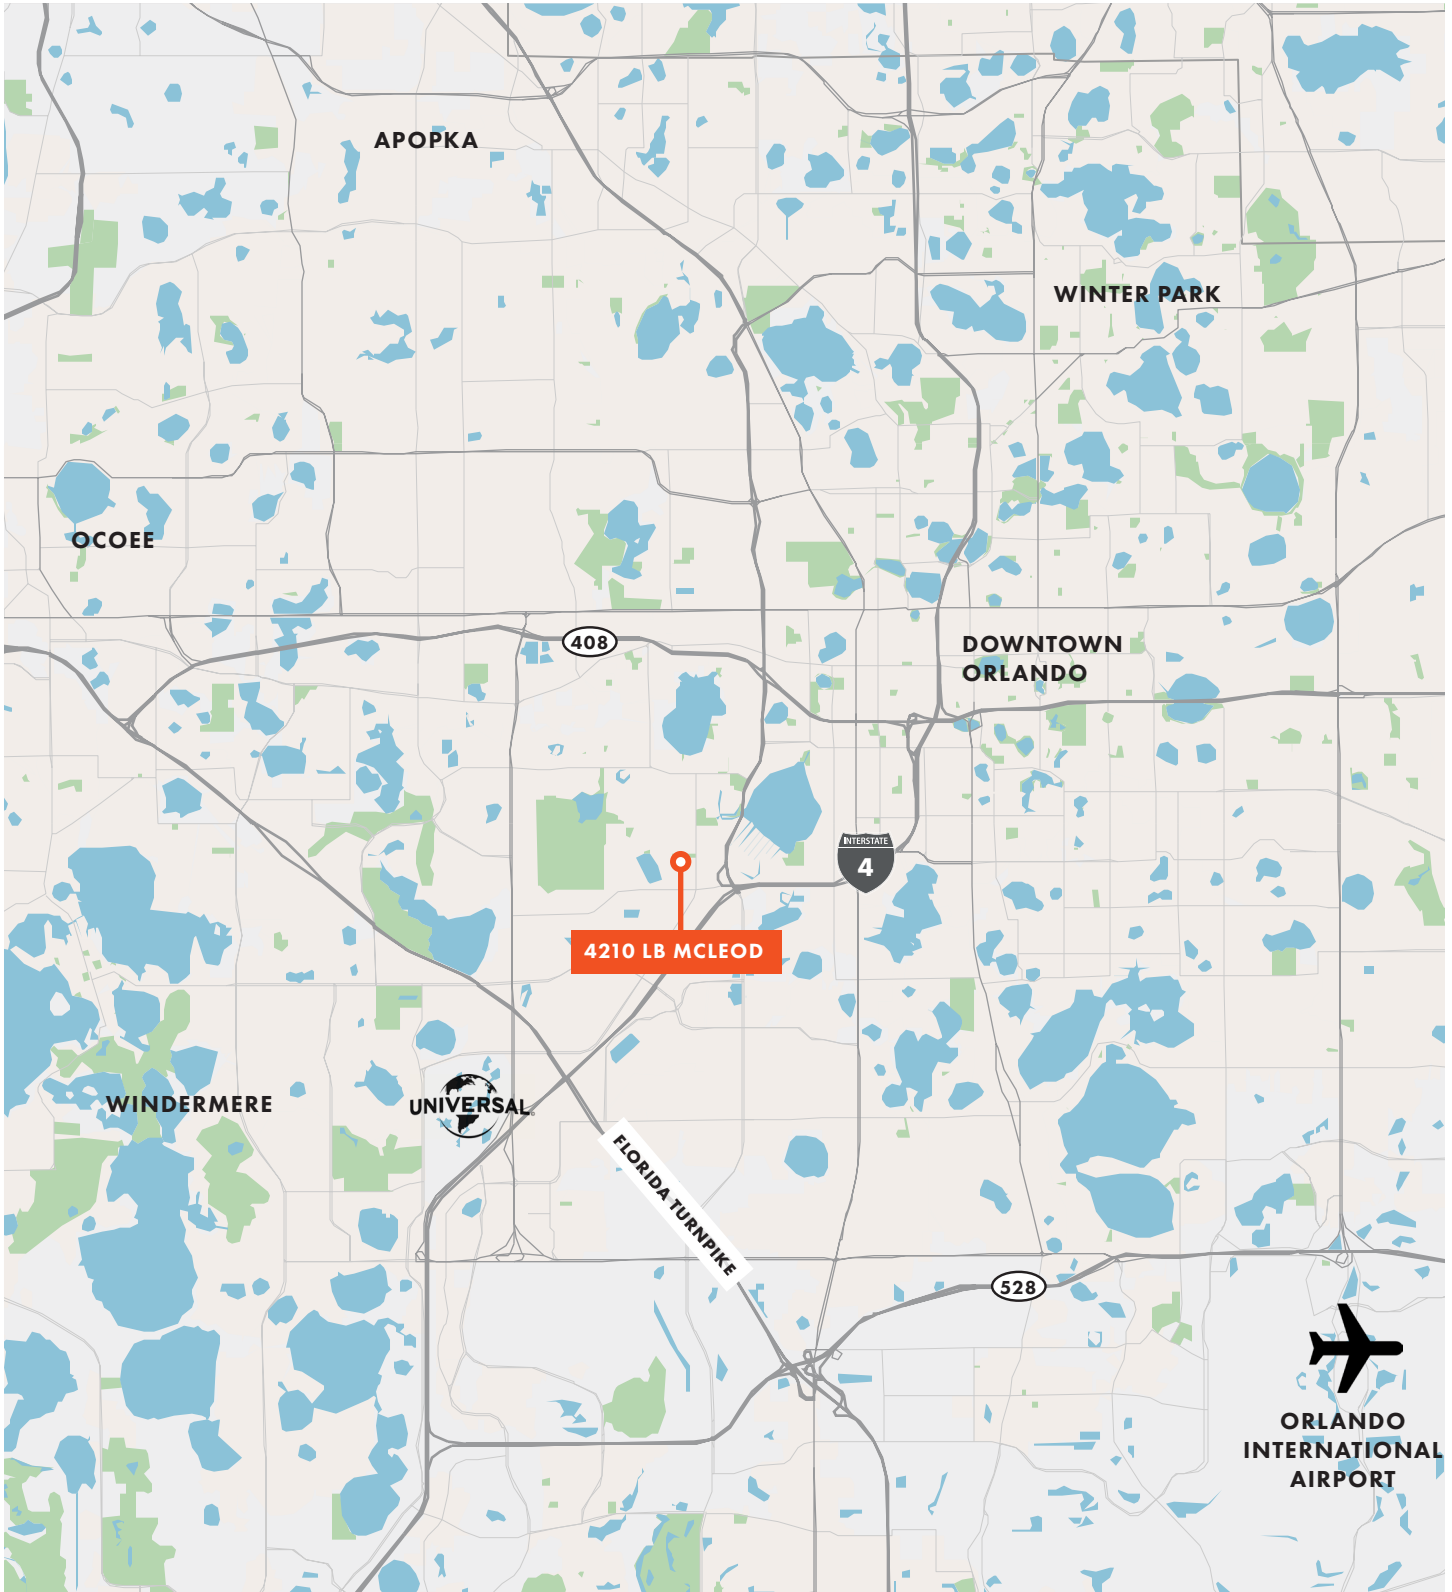 APOPKA
WINTER PARK
OCOEE
408
DOWNTOWN
ORLANDO
INTERSTATE
4
4210 LB MCLEOD
WINDERMERE
UNIVERSAL
FLORIDA TURNPIKE
528
ORLANDO
INTERNATIONAL
AIRPORT